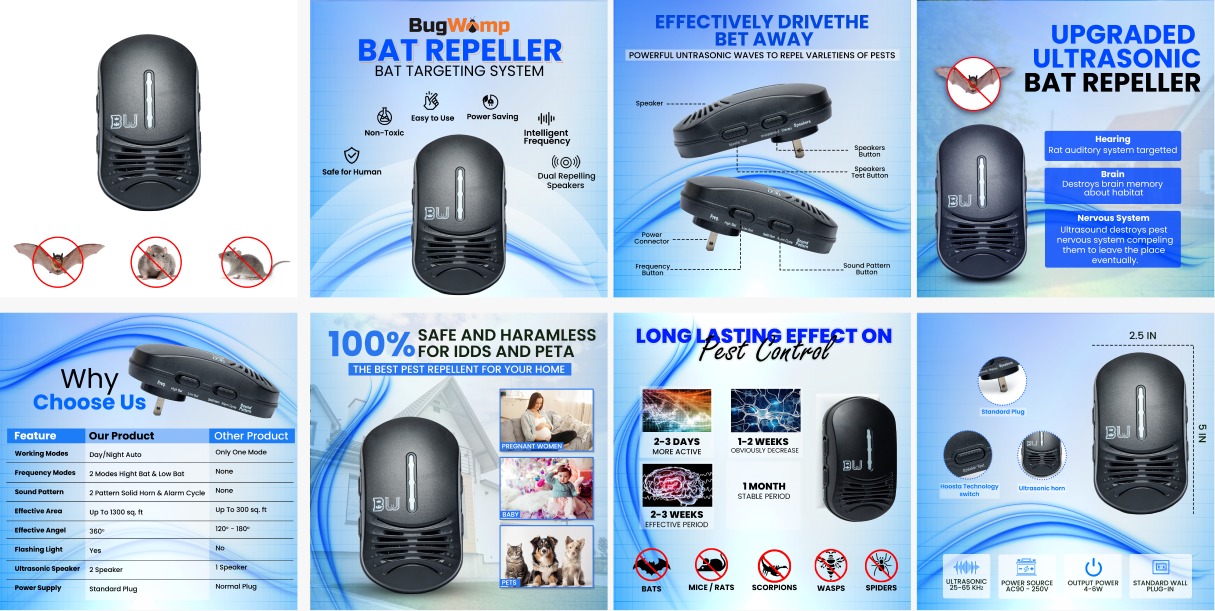 BW
BugWomp
BAT REPELLER
BAT TARGETING SYSTEM
Non-Toxic
Easy to Use
Power Saving
Intelligent
Frequency
Safe for Human
Dual Repelling
Speakers
BW
EFFECTIVELY DRIVETHE
BET AWAY
POWERFUL ULTRASONIC WAVES TO REPEL VARLETIENS OF PESTS
Speaker
Speakers
Button
Speakers
Test Button
Power
Connector
Frequency
Button
Sound Pattern
Button
UPGRADED
ULTRASONIC
BAT REPELLER
BW
Hearing
Rat auditory system targetted
Brain
Destroys brain memory
about habitat
Nervous System
Ultrasound destroys pest
nervous system compeling
them to leave the place
eventually.
Why
Choose Us
Feature Our Product Other Product
Working Modes Day/Night Auto Only One Mode
Frequency Modes 2 Modes Hight Bat & Low Bat None
Sound Pattern 2 Pattern Solid Horn & Alarm Cycle None
Effective Area Up To 1300 sq. ft Up To 300 sq. ft
Effective Angel 360° 120° - 180°
Flashing Light Yes No
Ultrasonic Speaker 2 Speaker 1 Speaker
Power Supply Standard Plug Normal Plug
100% SAFE AND HARAMLESS
FOR IDDS AND PETA
THE BEST PEST REPELLENT FOR YOUR HOME
BW
PREGNANT WOMEN
BABY
PETS
LONG LASTING EFFECT ON
Pest Control
2-3 DAYS
MORE ACTIVE
1-2 WEEKS
OBVIOUSLY DECREASE
2-3 WEEKS
EFFECTIVE PERIOD
1 MONTH
STABLE PERIOD
BW
BATS
MICE / RATS
SCORPIONS
WASPS
SPIDERS
2.5 IN
5 IN
Standard Plug
Hoosta Technology
switch
Ultrasonic horn
BW
ULTRASONIC
25-65 KHz
POWER SOURCE
AC90 - 250V
OUTPUT POWER
4-6W
STANDARD WALL
PLUG-IN